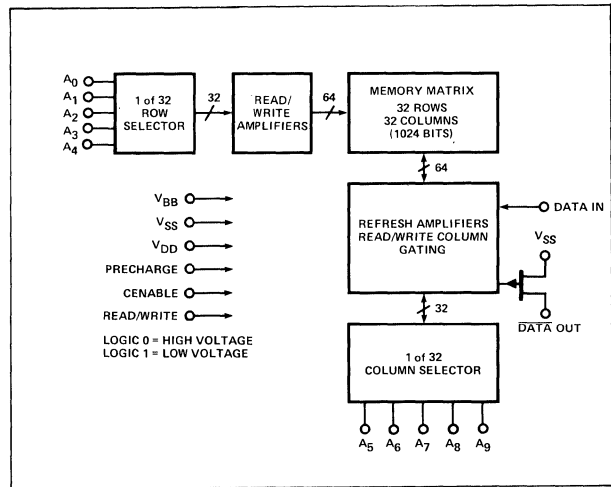 A0
A1
A2
A3
A4
1 of 32
ROW
SELECTOR
32
READ/
WRITE
AMPLIFIERS
64
MEMORY MATRIX
32 ROWS
32 COLUMNS
(1024 BITS)
64
VBB
VSS
VDD
PRECHARGE
CENABLE
READ/WRITE
LOGIC 0 = HIGH VOLTAGE
LOGIC 1 = LOW VOLTAGE
REFRESH AMPLIFIERS
READ/WRITE COLUMN
GATING
DATA IN
VSS
DATA OUT
32
1 of 32
COLUMN SELECTOR
A5 A6 A7 A8 A9